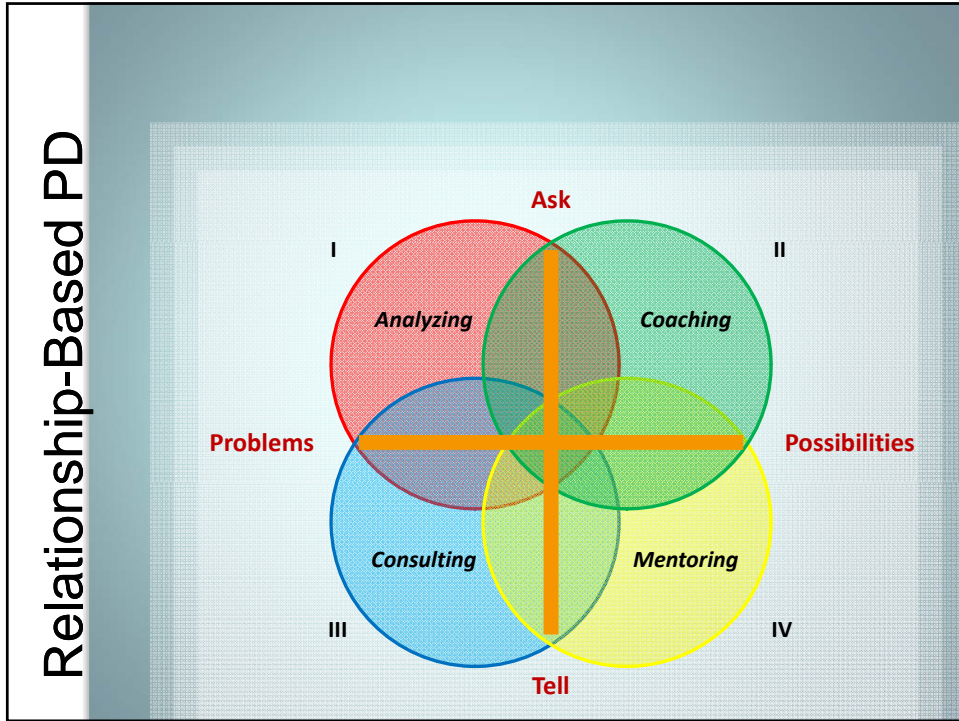 Relationship-Based PD
Ask
I
II
Analyzing
Coaching
Problems
Possibilities
Consulting
Mentoring
III
IV
Tell